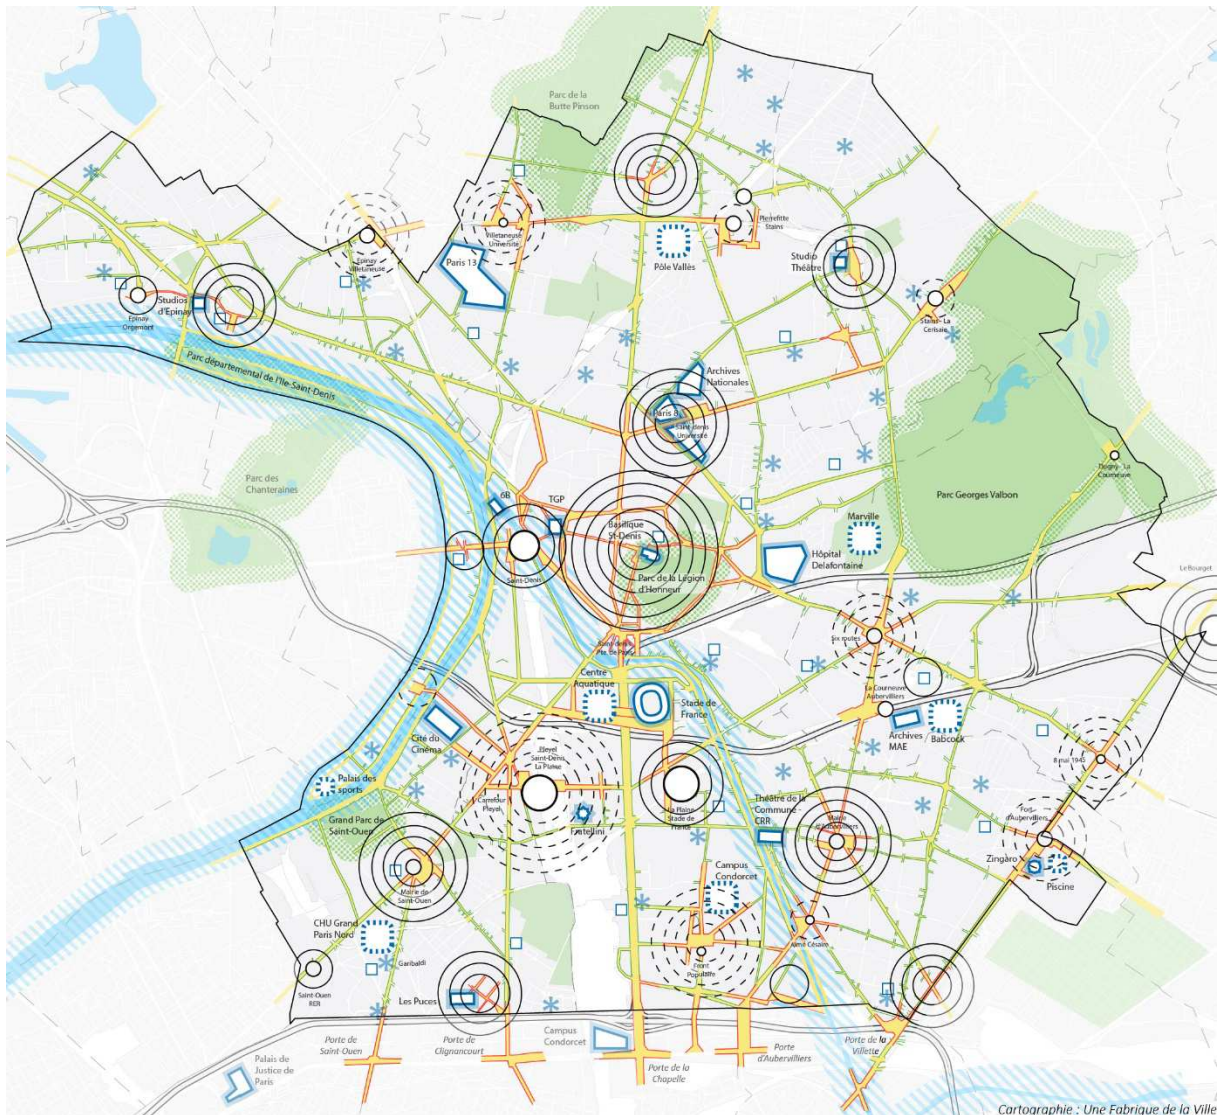 Parc de la
Butte Pinson
Villetaneuse
Université
Pierrefitte
Stains
Epinay
Villetaneuse
Paris 13
Pôle Vallès
Studio
Théâtre
Epinay
Orgemont
Studios
d'Epinay
Stains - La
Cerisaie
Parc départemental de l'Ile-Saint-Denis
Archives
Nationales
Paris 8
Saint-denis
Université
Dugny - La
Courneuve
Parc des
Chanteraines
Parc Georges Valbon
6B
TGP
Basilique
St-Denis
Marville
Hôpital
Delafontaine
Saint-Denis
Parc de la Légion
d'Honneur
Le Bourget
Six routes
Saint-denis
Pte. de Paris
Centre
Aquatique
Stade de
France
La Courneuve
Aubervilliers
Archives
MAE
Babcock
Cité du
Cinéma
Pleyel
Saint-Denis
La Plaine
8 mai 1945
Palais des
sports
Carrefour
Pleyel
La Plaine
Stade de
France
Théâtre de la
Commune
CRR
Mairie
d'Aubervilliers
Fort
d'Aubervilliers
Grand Parc de
Saint-Ouen
Fratellini
Zingaro
Piscine
Mairie de
Saint-Ouen
Campus
Condorcet
CHU Grand
Paris Nord
Garibaldi
Aimé Césaire
Front
Populaire
Saint-Ouen
RER
Les Puces
Porte de
Saint-Ouen
Porte de
Clignancourt
Campus
Condorcet
Porte de la
Chapelle
Porte
d'Aubervilliers
Porte de la
Villette
Palais de
Justice de
Paris
Cartographie : Une Fabrique de la Ville